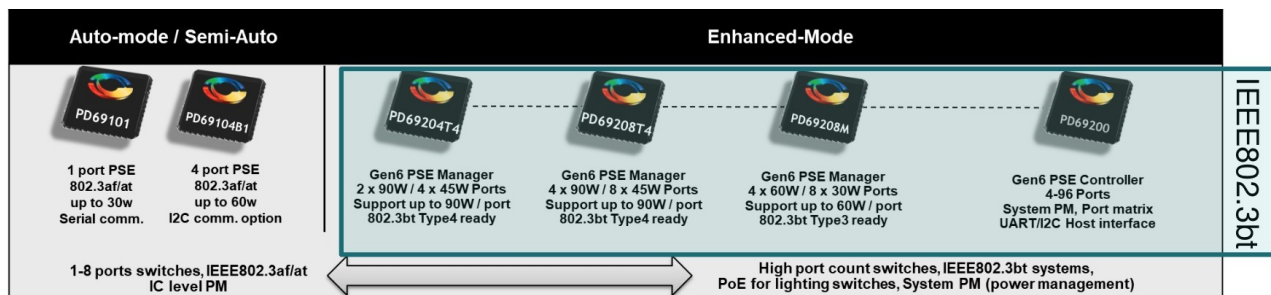 Auto-mode / Semi-Auto
Enhanced-Mode
PD69101
PD69104B1
PD69204T4
PD69208T4
PD69208M
PD69200
1 port PSE
802.3af/at
up to 30w
Serial comm.
4 port PSE
802.3af/at
up to 60w
I2C comm. option
Gen6 PSE Manager
2 x 90W / 4 x 45W Ports
Support up to 90W / port
802.3bt Type4 ready
Gen6 PSE Manager
4 x 90W / 8 x 45W Ports
Support up to 90W / port
802.3bt Type4 ready
Gen6 PSE Manager
4 x 60W / 8 x 30W Ports
Support up to 60W / port
802.3bt Type3 ready
Gen6 PSE Controller
4-96 Ports
System PM, Port matrix
UART/I2C Host interface
IEEE802.3bt
1-8 ports switches, IEEE802.3af/at
IC level PM
High port count switches, IEEE802.3bt systems,
PoE for lighting switches, System PM (power management)